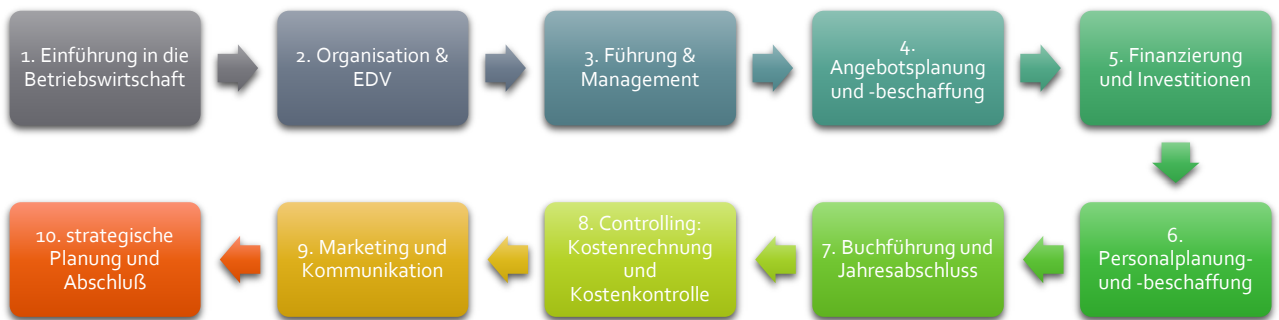 1. Einführung in die
Betriebswirtschaft
2. Organisation &
EDV
3. Führung &
Management
4.
Angebotsplanung
und -beschaffung
5. Finanzierung
und Investitionen
6.
Personalplanung-
und -beschaffung
7. Buchführung und
Jahresabschluss
8. Controlling:
Kostenrechnung
und
Kostenkontrolle
9. Marketing und
Kommunikation
10. strategische
Planung und
Abschluß